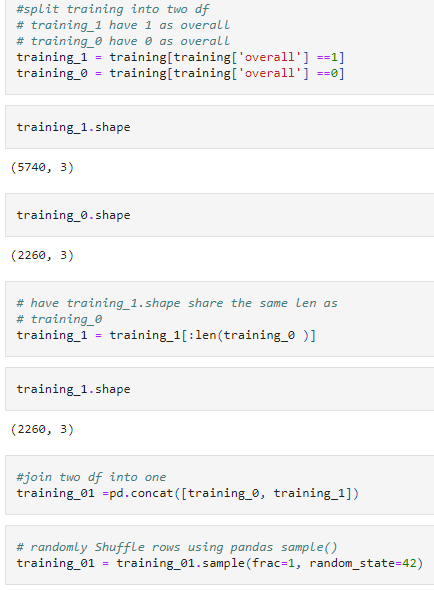 #split training into two df
# training_1 have 1 as overall
# training_0 have 0 as overall
training_1 = training[training['overall'] ==1]
training_0 = training[training['overall'] ==0]
training_1.shape
(5740, 3)
training_0.shape
(2260, 3)
# have training_1.shape share the same len as
# training_0
training_1 = training_1[:len(training_0 )]
training_1.shape
(2260, 3)
#join two df into one
training_01 =pd.concat([training_0, training_1])
# randomly Shuffle rows using pandas sample()
training_01 = training_01.sample(frac=1, random_state=42)